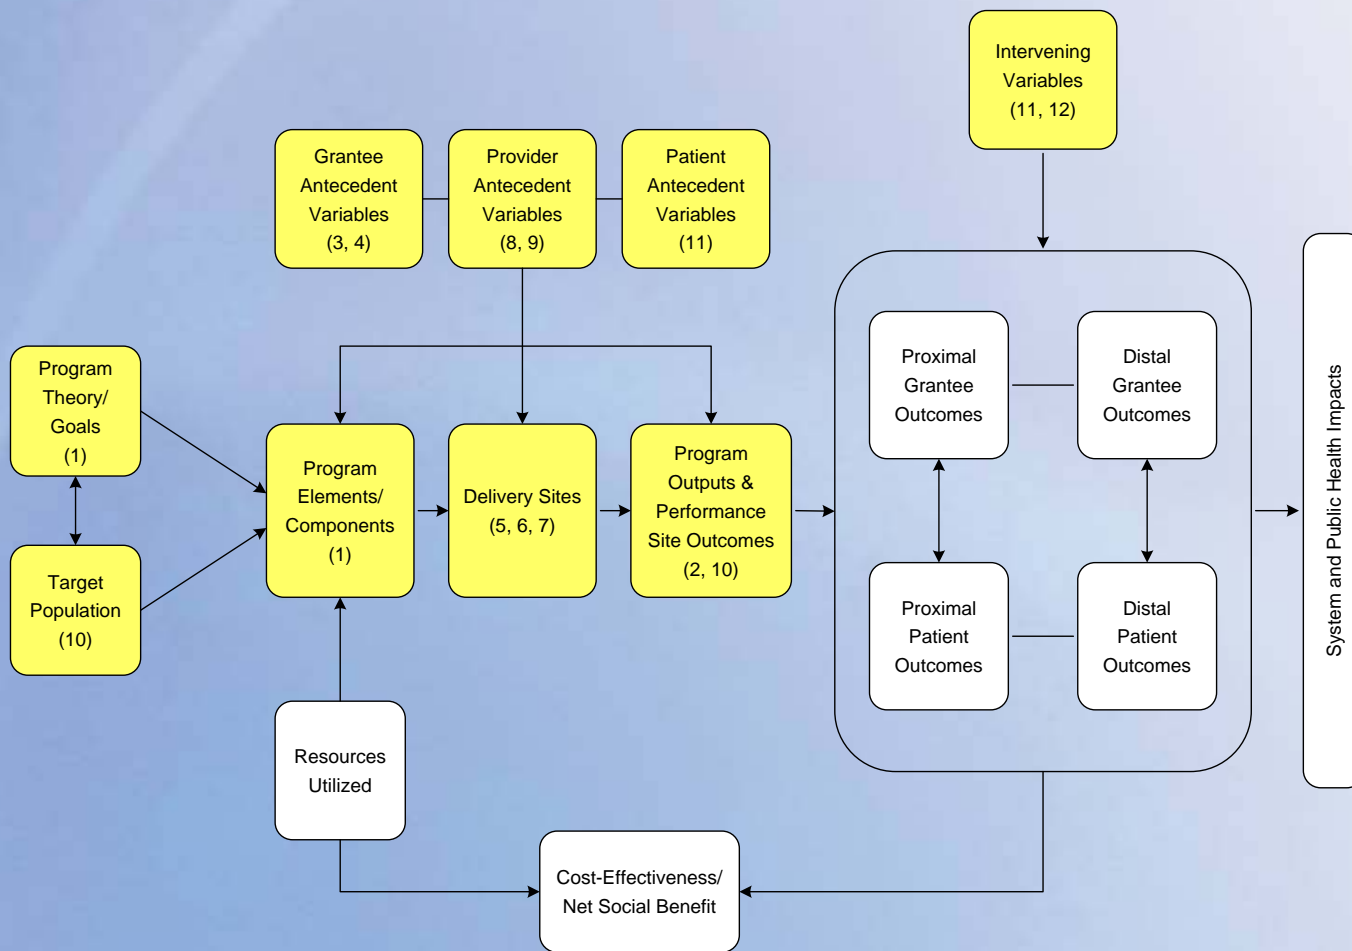 Intervening
Variables
(11, 12)
Grantee
Antecedent
Variables
(3, 4)
Provider
Antecedent
Variables
(8, 9)
Patient
Antecedent
Variables
(11)
Program
Theory/
Goals
(1)
Target
Population
(10)
Program
Elements/
Components
(1)
Delivery Sites
(5, 6, 7)
Program
Outputs &
Performance
Site Outcomes
(2, 10)
Proximal
Grantee
Outcomes
Distal
Grantee
Outcomes
Proximal
Patient
Outcomes
Distal
Patient
Outcomes
System and Public Health Impacts
Resources
Utilized
Cost-Effectiveness/
Net Social Benefit